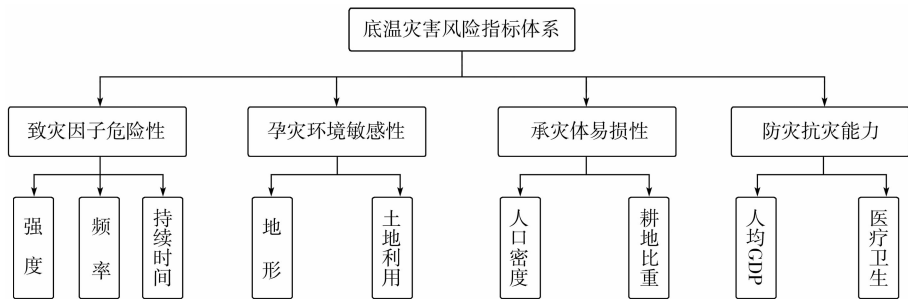 底温灾害风险指标体系
致灾因子危险性
孕灾环境敏感性
承灾体易损性
防灾抗灾能力
强度
频率
持续时间
地形
土地利用
人口密度
耕地比重
人均GDP
医疗卫生